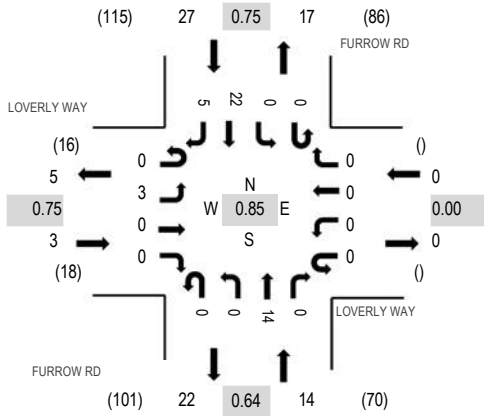 (115) 27 0.75 17 (86)
FURROW RD
LOVERLY WAY
5 22 0 0
(16) 0 0 ()
5 0
3 N 0
0.75 W 0.85 E 0.00
0 0
3 S 0
(18) 0 0 ()
0 0 14 0
LOVERLY WAY
FURROW RD
(101) 22 0.64 14 (70)